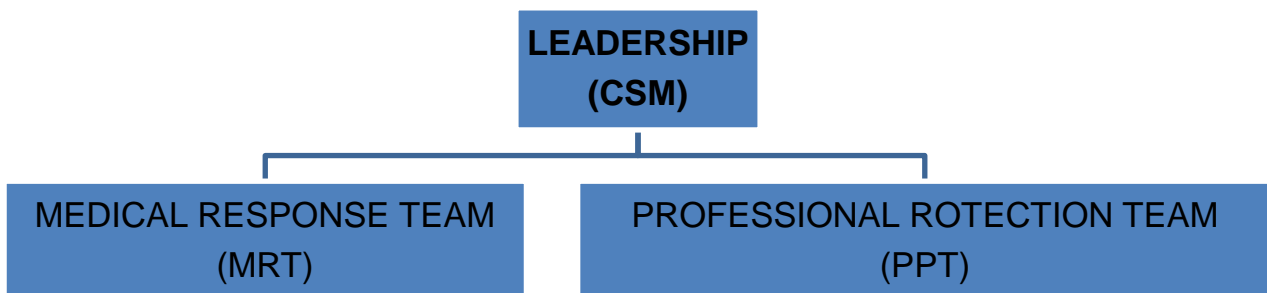 LEADERSHIP
(CSM)
MEDICAL RESPONSE TEAM
(MRT)
PROFESSIONAL ROTECTION TEAM
(PPT)